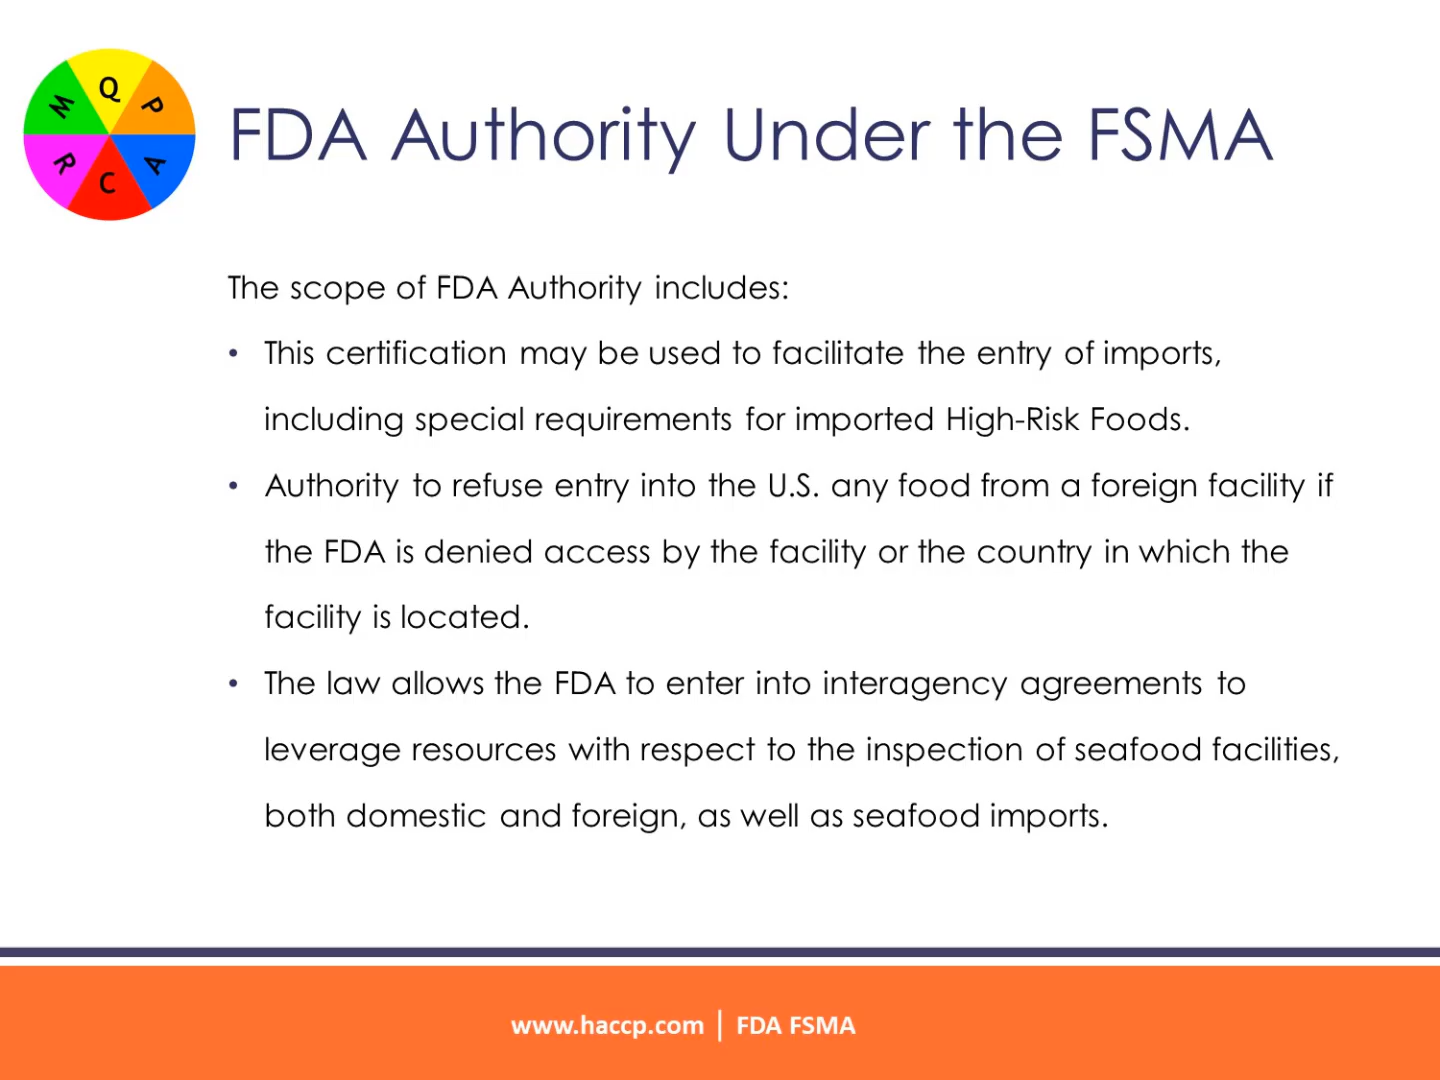 Q
P
A
C
R
M
FDA Authority Under the FSMA
The scope of FDA Authority includes:
• This certification may be used to facilitate the entry of imports,
including special requirements for imported High-Risk Foods.
• Authority to refuse entry into the U.S. any food from a foreign facility if
the FDA is denied access by the facility or the country in which the
facility is located.
• The law allows the FDA to enter into interagency agreements to
leverage resources with respect to the inspection of seafood facilities,
both domestic and foreign, as well as seafood imports.
www.haccp.com | FDA FSMA